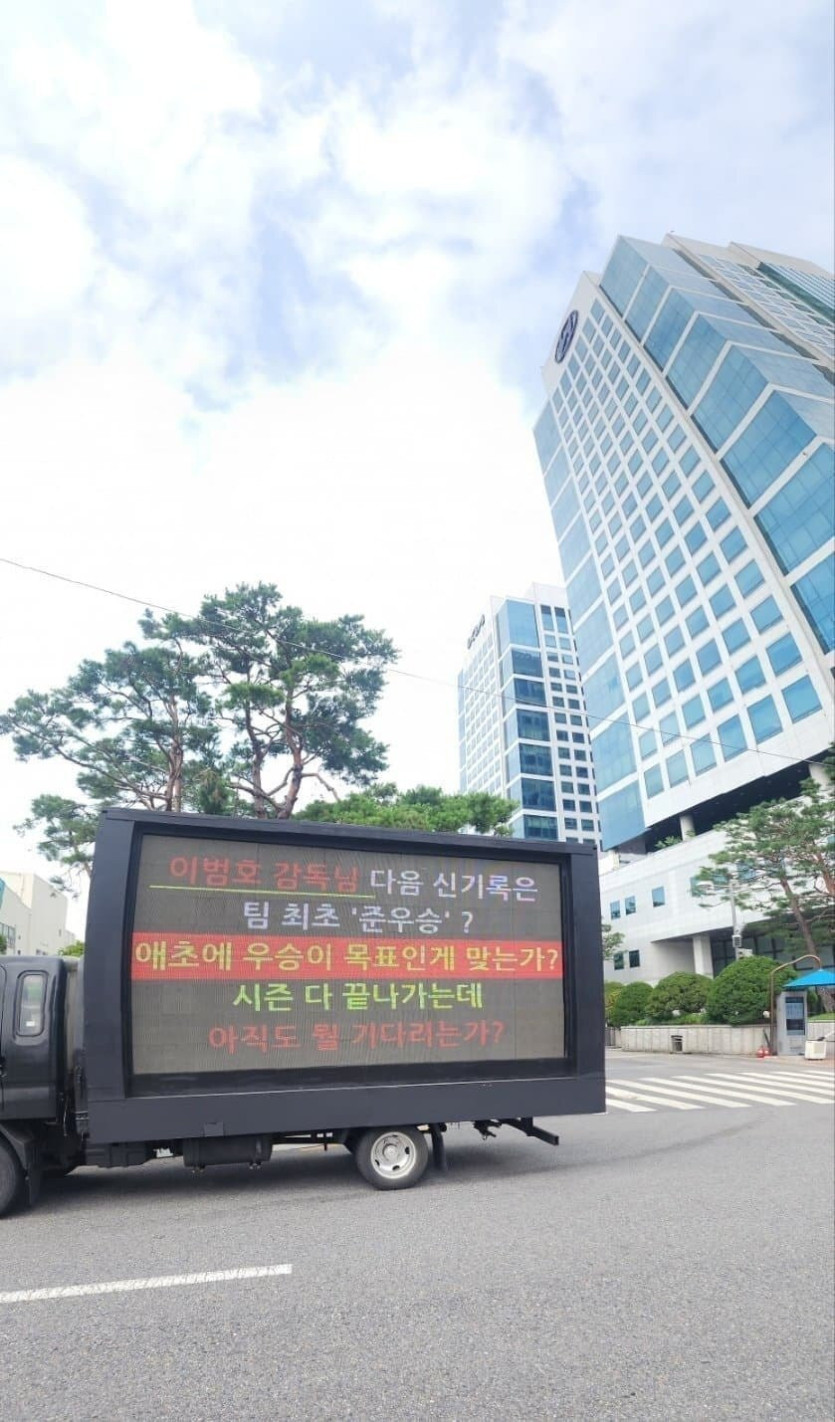 이범호 감독님 다음 신기록은
팀 최초 '준우승' ?
애초에 우승이 목표인게 맞는가?
시즌 다 끝나가는데
아직도 뭘 기다리는가?